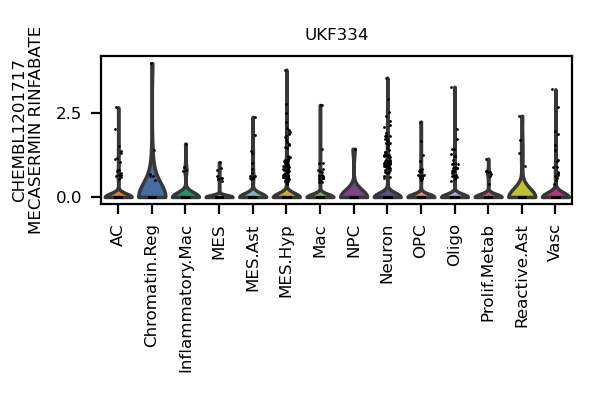 UKF334
CHEMBL1201717
MECASERMIN RINFABATE
2.5
0.0
AC
Chromatin.Reg
Inflammatory.Mac
MES
MES.Ast
MES.Hyp
Mac
NPC
Neuron
OPC
Oligo
Prolif.Metab
Reactive.Ast
Vasc